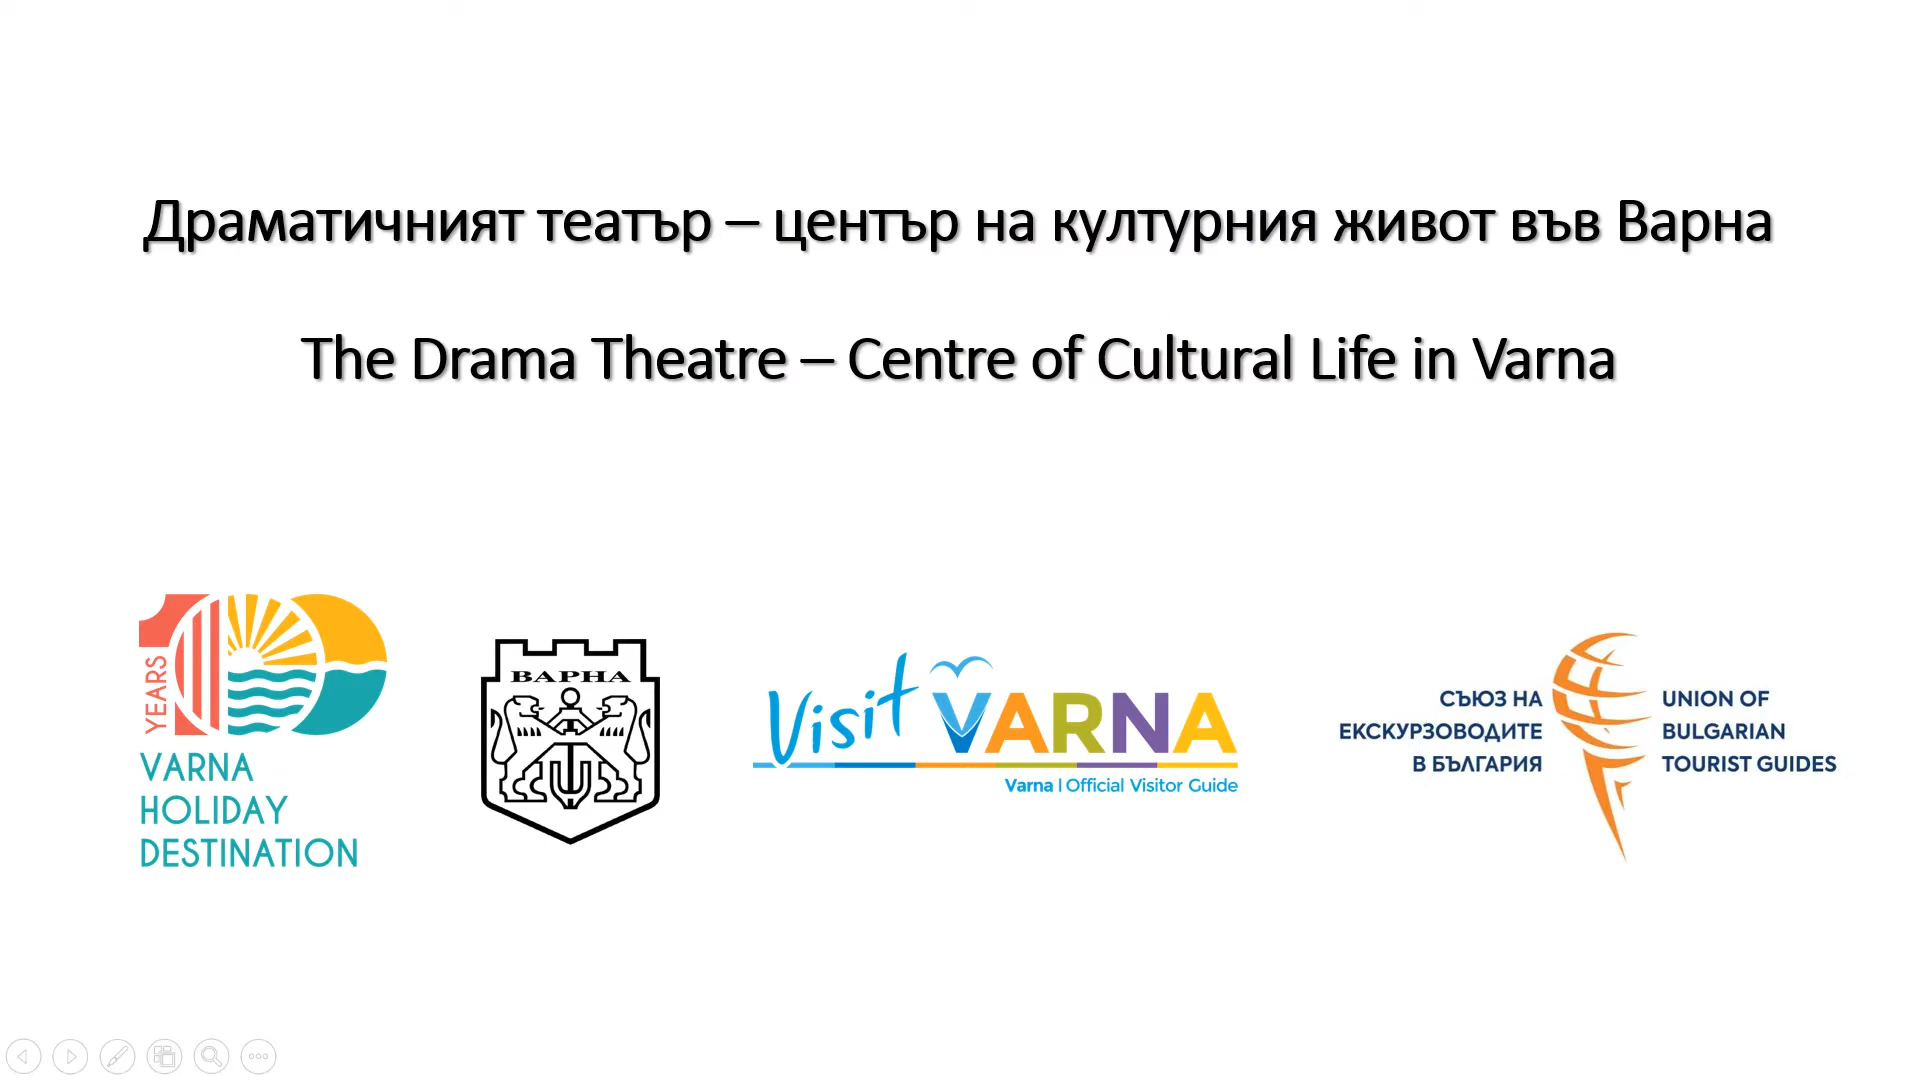 Драматичният театър – център на културния живот във Варна
The Drama Theatre – Centre of Cultural Life in Varna
100 YEARS
VARNA
HOLIDAY
DESTINATION
ВАРНА
Visit VARNA
Varna | Official Visitor Guide
СЪЮЗ НА
ЕКСКУРЗОВОДИТЕ
В БЪЛГАРИЯ
UNION OF
BULGARIAN
TOURIST GUIDES